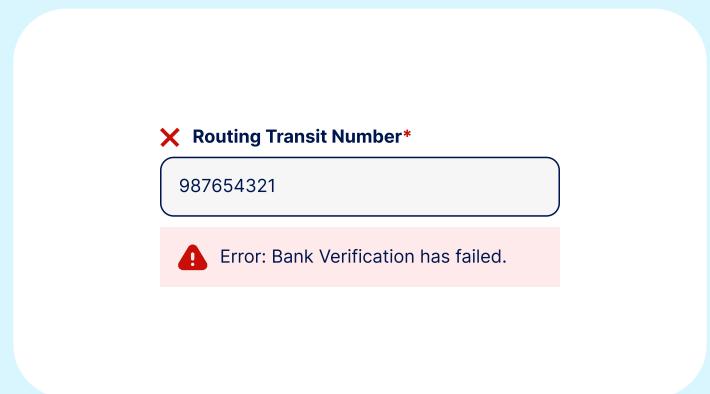 Routing Transit Number*
987654321
Error: Bank Verification has failed.